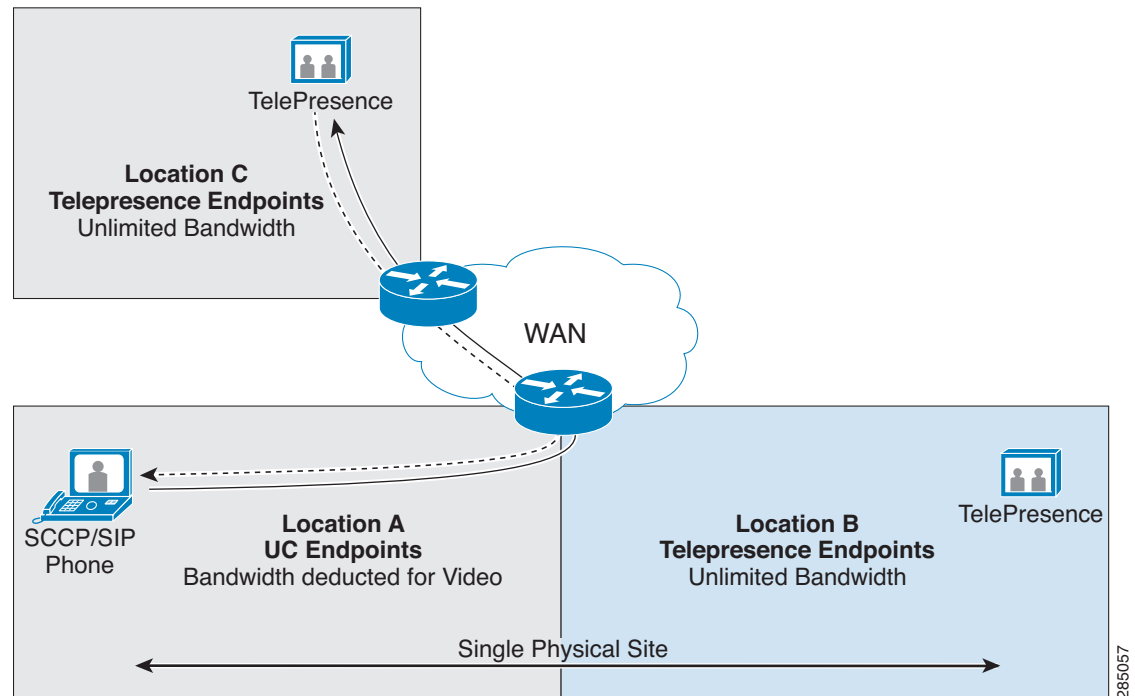 TelePresence
Location C
Telepresence Endpoints
Unlimited Bandwidth
WAN
SCCP/SIP
Phone
Location A
UC Endpoints
Bandwidth deducted for Video
Location B
Telepresence Endpoints
Unlimited Bandwidth
TelePresence
Single Physical Site
285057